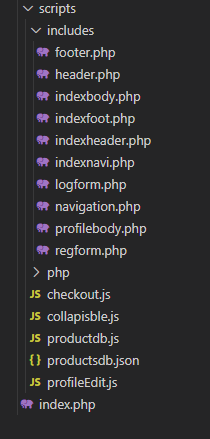 scripts
includes
footer.php
header.php
indexbody.php
indexfoot.php
indexheader.php
indexnavi.php
logform.php
navigation.php
profilebody.php
regform.php
php
JS checkout.js
JS collapisble.js
JS productdb.js
{} productsdb.json
JS profileEdit.js
index.php